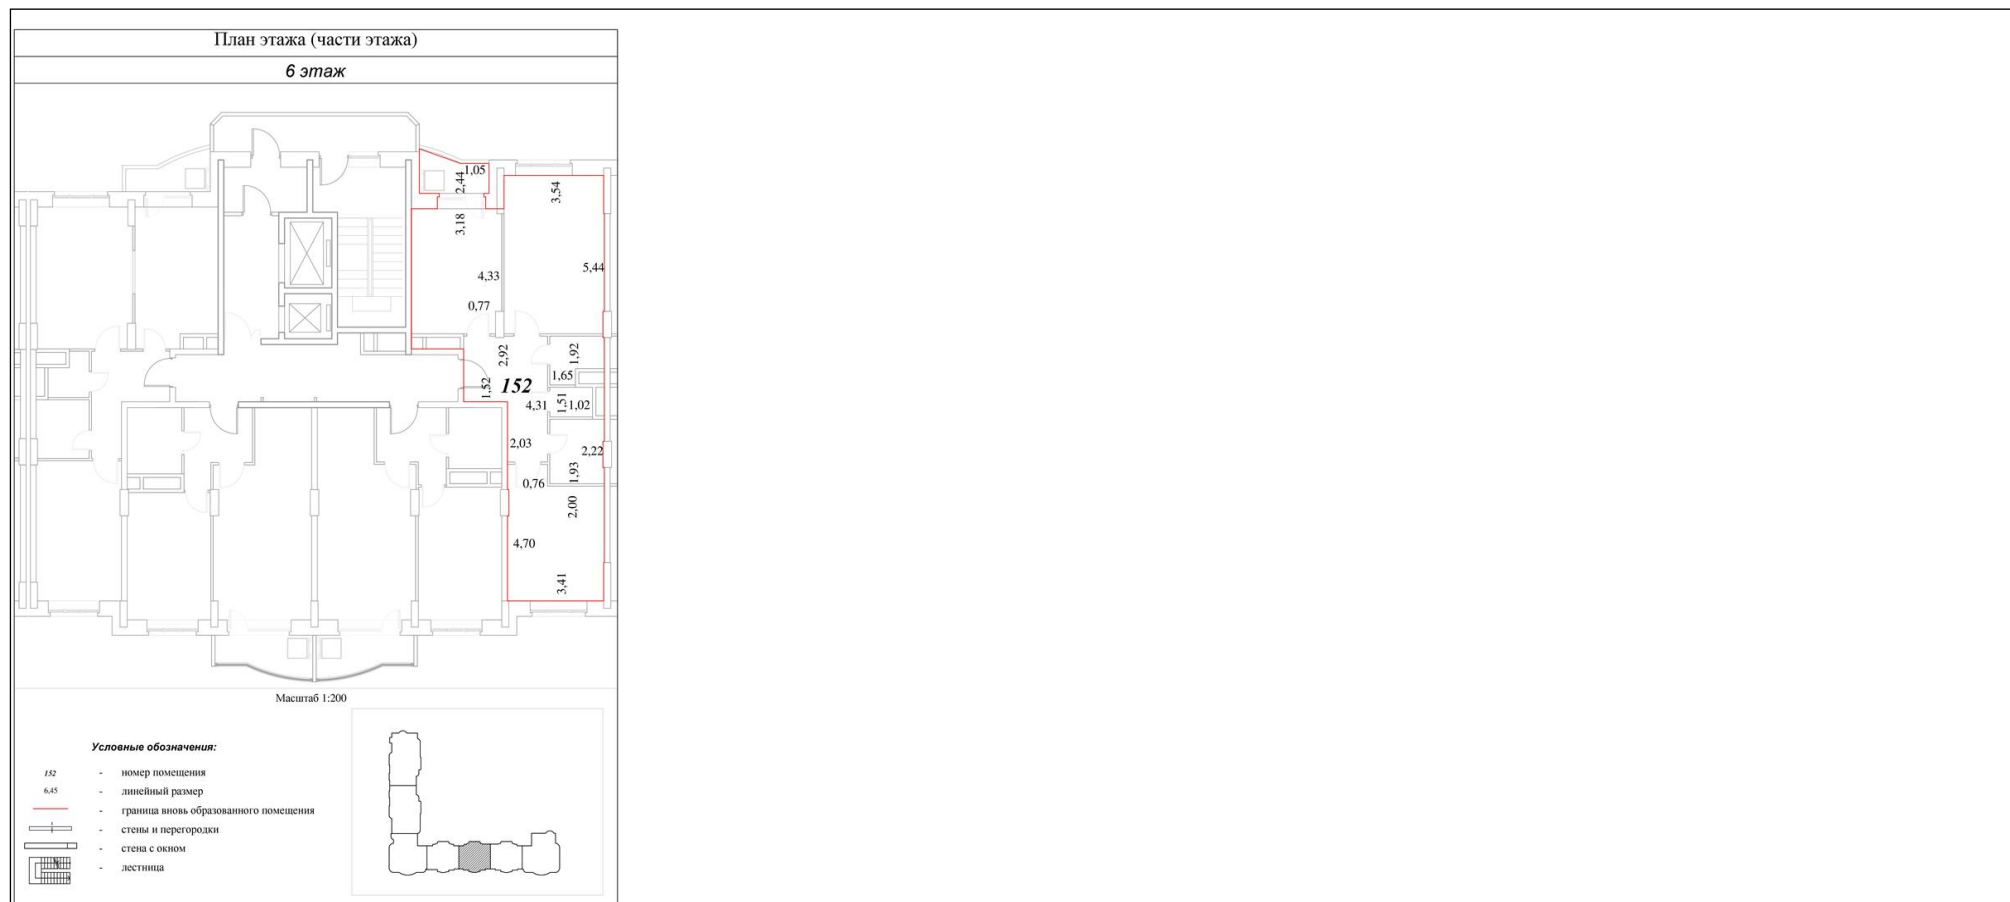 План этажа (части этажа)
6 этаж
1,05
2,44
3,54
3,18
4,33
5,44
0,77
2,92
1,92
1,65
152
1,52
4,31
1,51
1,02
2,03
2,22
1,93
0,76
2,00
4,70
3,41
Масштаб 1:200
Условные обозначения:
152 - номер помещения
6,45 - линейный размер
- граница вновь образованного помещения
- стены и перегородки
- стена с окном
- лестница